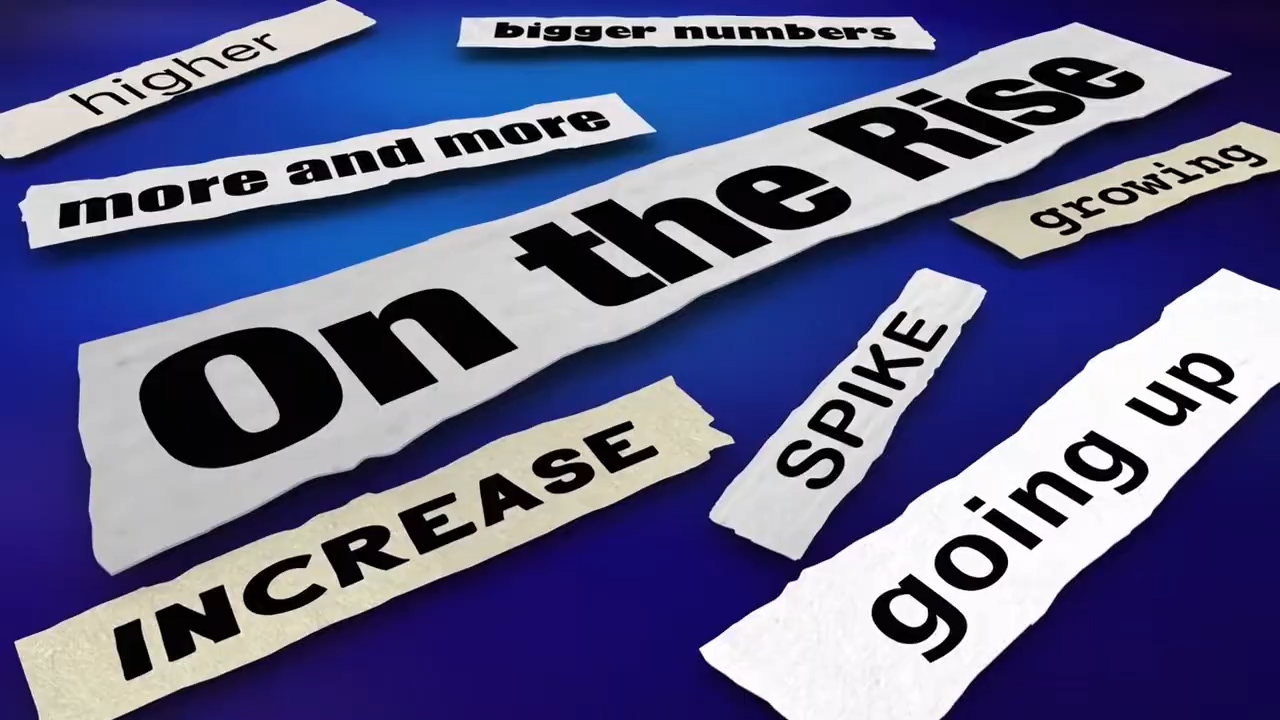 higher
bigger numbers
more and more
On the Rise
growing
SPIKE
going up
INCREASE